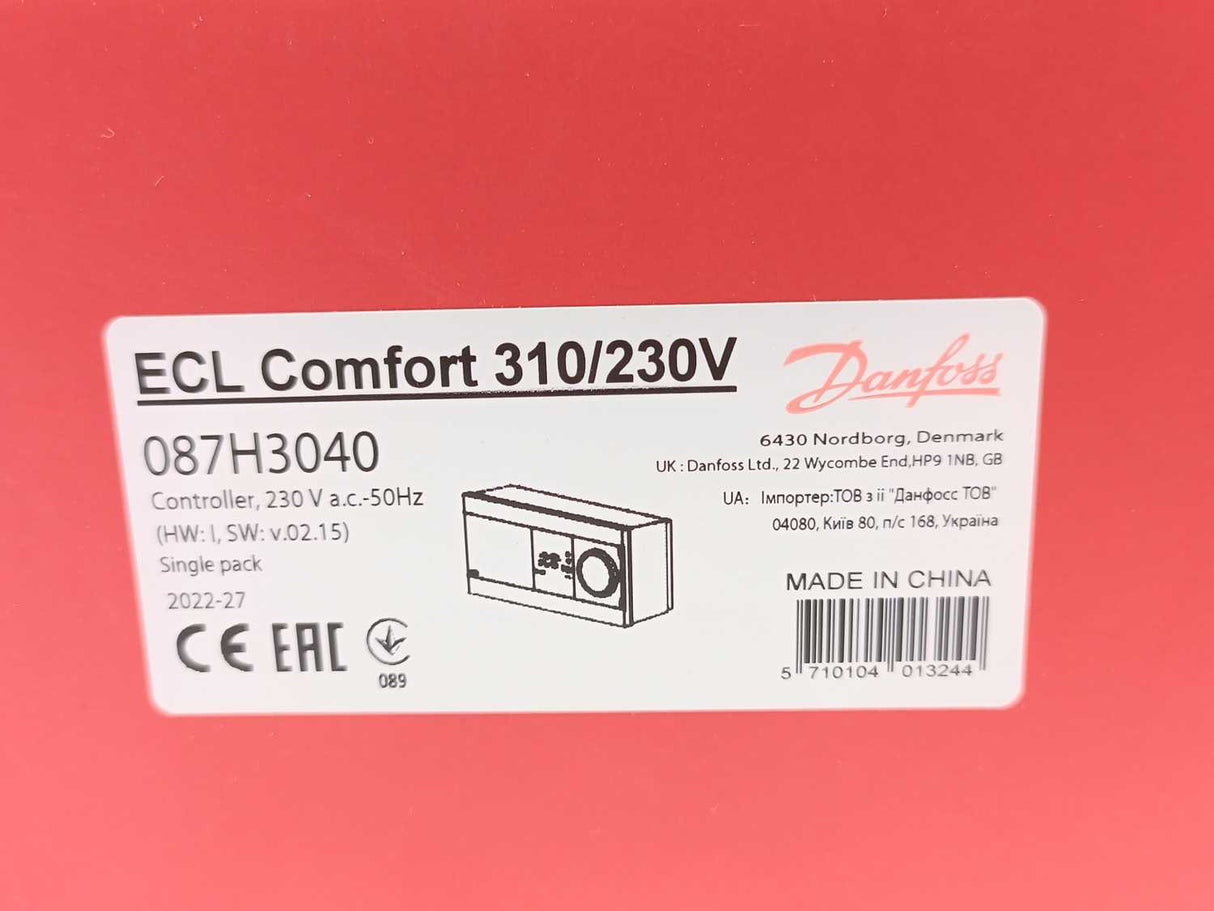 ECL Comfort 310/230V
087H3040
Controller, 230 V a.c.-50Hz
(HW: I, SW: v.02.15)
Single pack
2022-27
CE EAC
089
Danfoss
6430 Nordborg, Denmark
UK : Danfoss Ltd., 22 Wycombe End,HP9 1NB, GB
UA: Імпортер:ТОВ з іі "Данфосс ТОВ"
04080, Київ 80, п/с 168, Україна
MADE IN CHINA
5 710104 013244